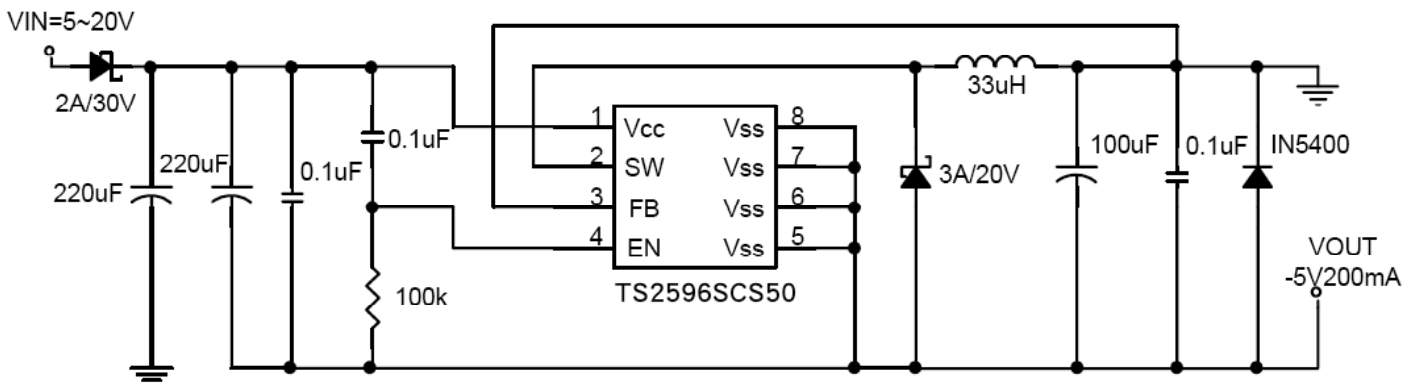 VIN=5~20V
2A/30V
220uF
220uF
0.1uF
0.1uF
100k
1 Vcc Vss 8
2 SW Vss 7
3 FB Vss 6
4 EN Vss 5
TS2596SCS50
33uH
3A/20V
100uF
0.1uF
IN5400
VOUT
-5V200mA